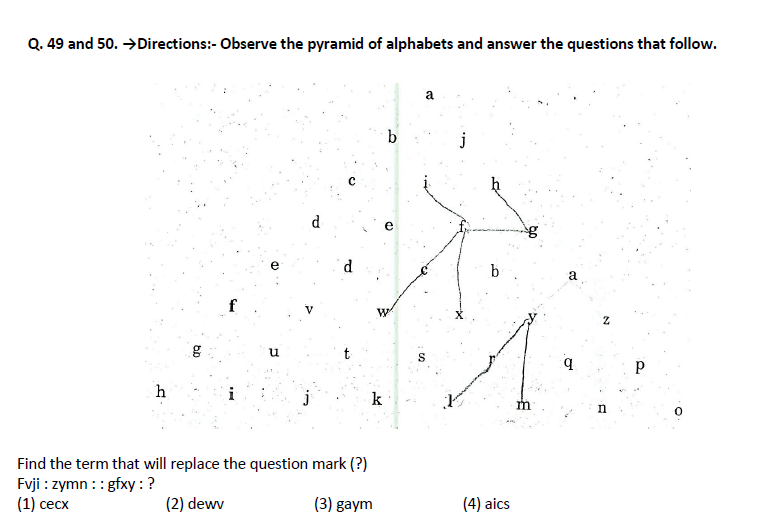 Q. 49 and 50. →Directions:- Observe the pyramid of alphabets and answer the questions that follow.
a
b j
c i h
d e f g
e d c b a
f v w x y z
g u t s r q p
h i j k l m n o
Find the term that will replace the question mark (?)
Fvji : zymn : : gfxy : ?
(1) cecx (2) dewv (3) gaym (4) aics